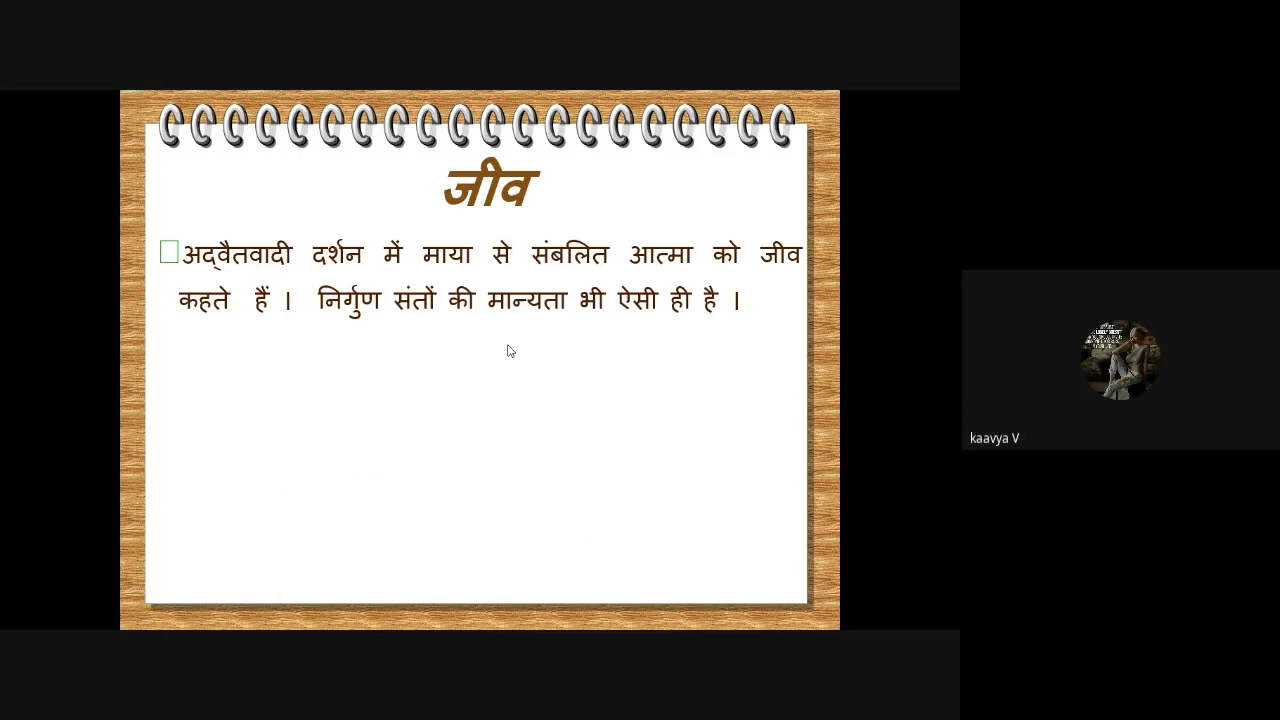 जीव
अद्वैतवादी दर्शन में माया से संबलित आत्मा को जीव
कहते हैं । निर्गुण संतों की मान्यता भी ऐसी ही है ।
kaavya V